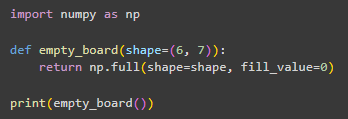 import numpy as np

def empty_board(shape=(6, 7)):
    return np.full(shape=shape, fill_value=0)

print(empty_board())